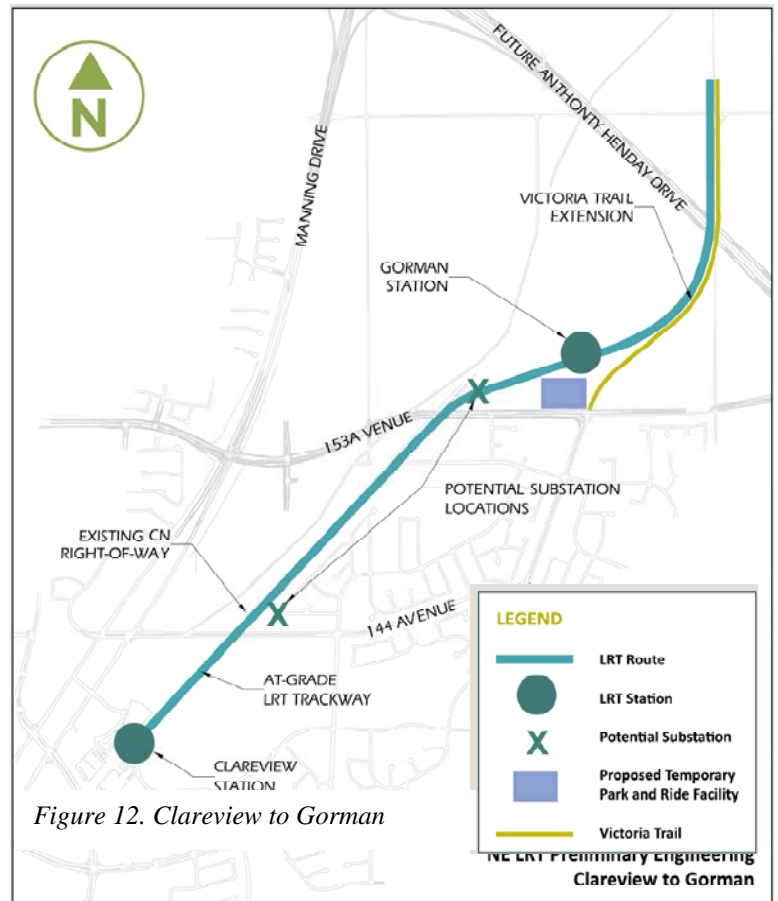 N
MANNING DRIVE
FUTURE ANTHONTY HENDAY DRIVE
VICTORIA TRAIL
EXTENSION
GORMAN
STATION
153A AVENUE
POTENTIAL SUBSTATION
LOCATIONS
EXISTING CN
RIGHT-OF-WAY
144 AVENUE
AT-GRADE
LRT TRACKWAY
CLAREVIEW
STATION
X
X
LEGEND
LRT Route
LRT Station
X
Potential Substation
Proposed Temporary
Park and Ride Facility
Victoria Trail
Figure 12. Clareview to Gorman
NE LRT Preliminary Engineering
Clareview to Gorman